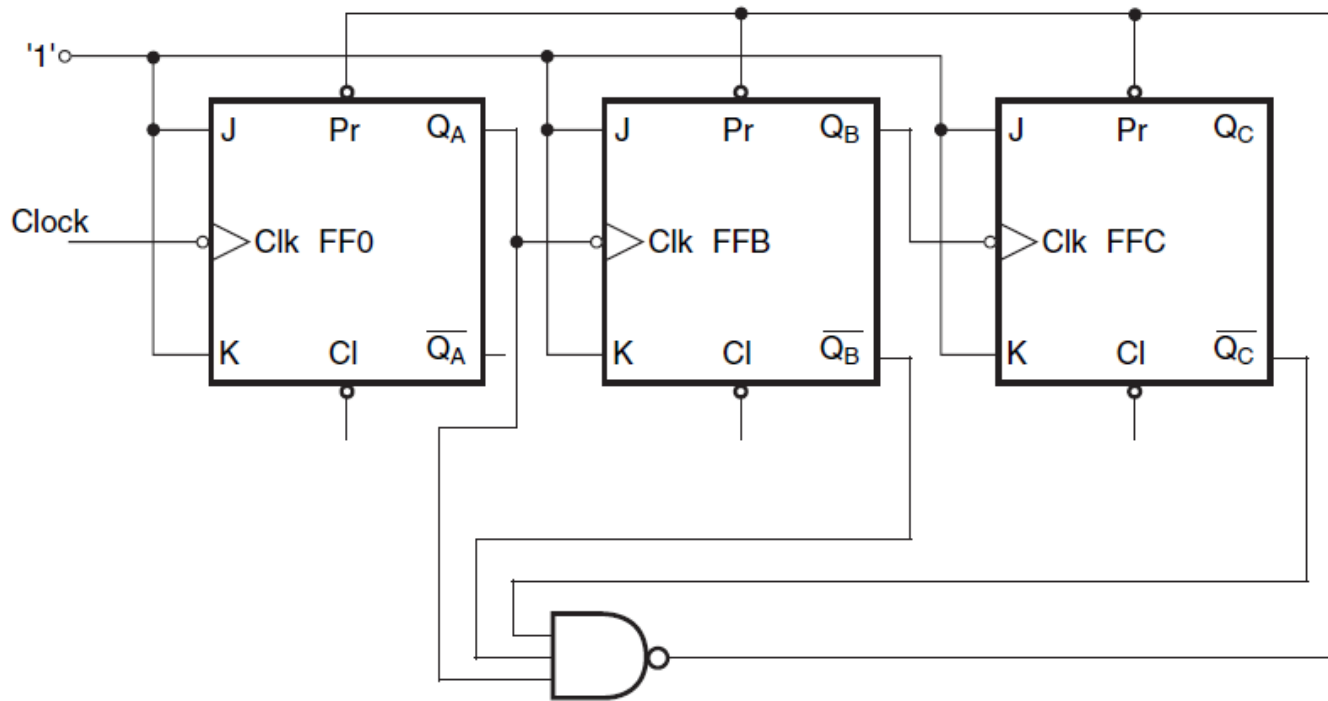 '1'
J Pr Q_A J Pr Q_B J Pr Q_C
Clock
Clk FF0 Clk FFB Clk FFC
K Cl Q̅_A̅ K Cl Q̅_B̅ K Cl Q̅_C̅